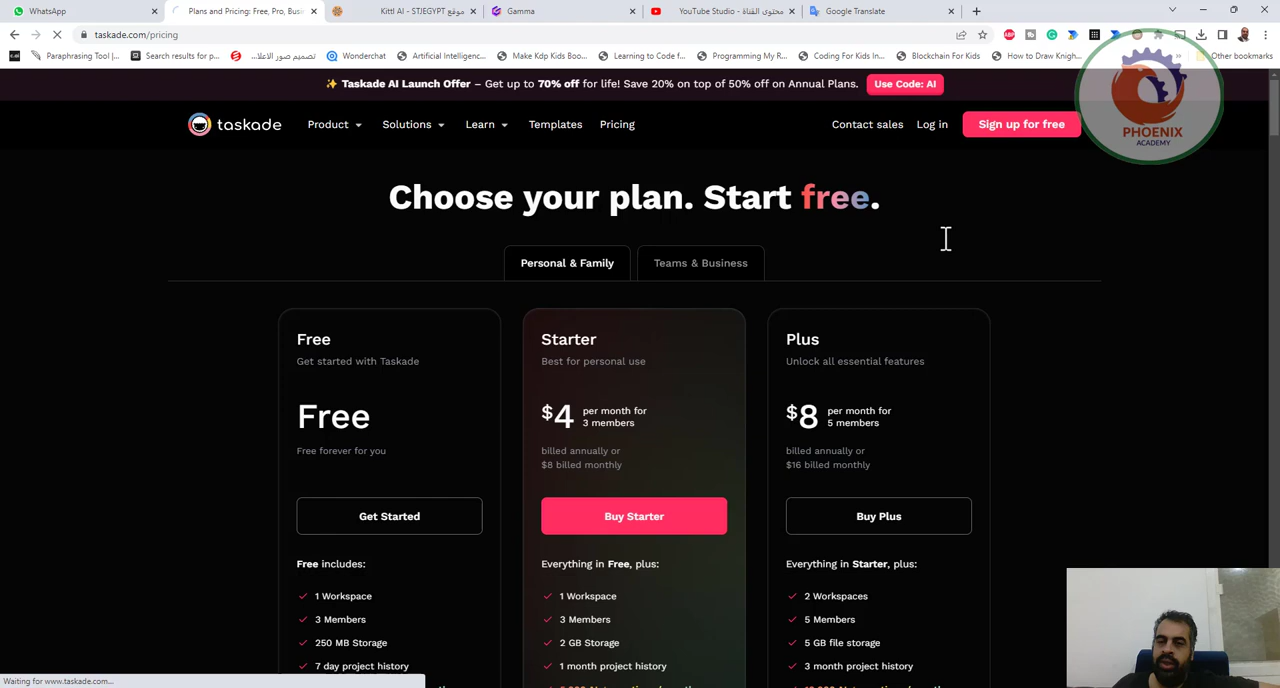 WhatsApp
Plans and Pricing: Free, Pro, Busin
Kittl AI - STJEGYPT موقع
Gamma
YouTube Studio - محتوى القناة
Google Translate
taskade.com/pricing
Paraphrasing Tool |
Search results for p...
تصميم صور الاعلا...
Wonderchat
Artificial Intelligenc...
Make Kdp Kids Boo...
Learning to Code f...
Programming My R...
Coding For Kids In...
Blockchain For Kids
How to Draw Knigh...
Other bookmarks
✨ Taskade AI Launch Offer – Get up to 70% off for life! Save 20% on top of 50% off on Annual Plans.
Use Code: AI
taskade
Product
Solutions
Learn
Templates
Pricing
Contact sales
Log in
Sign up for free
PHOENIX
ACADEMY
Choose your plan. Start free.
Personal & Family
Teams & Business
Free
Get started with Taskade
Free
Free forever for you
Get Started
Free includes:
1 Workspace
3 Members
250 MB Storage
7 day project history
Starter
Best for personal use
$4 per month for
3 members
billed annually or
$8 billed monthly
Buy Starter
Everything in Free, plus:
1 Workspace
3 Members
2 GB Storage
1 month project history
Plus
Unlock all essential features
$8 per month for
5 members
billed annually or
$16 billed monthly
Buy Plus
Everything in Starter, plus:
2 Workspaces
5 Members
5 GB file storage
3 month project history
Waiting for www.taskade.com...